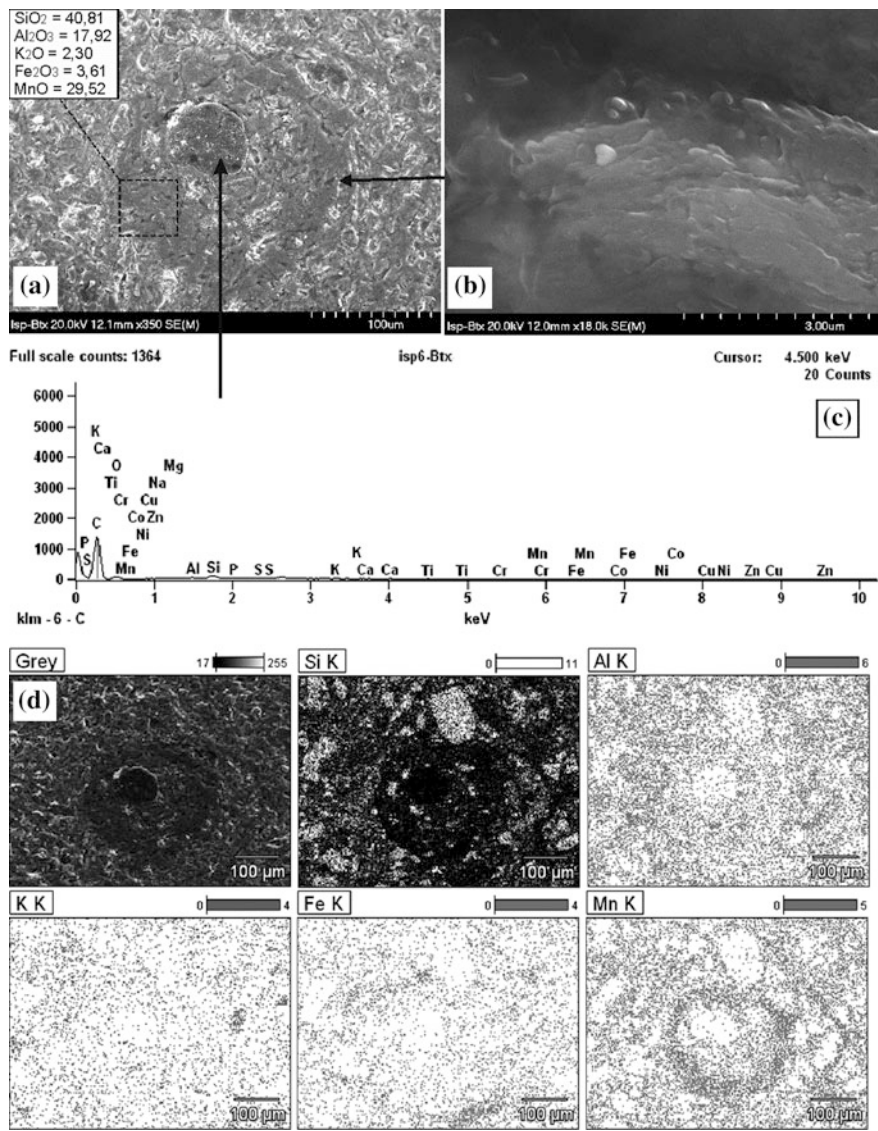 SiO2 = 40,81
Al2O3 = 17,92
K2O = 2,30
Fe2O3 = 3,61
MnO = 29,52
(a)
Isp-Btx 20.0kV 12.1mm x350 SE(M)
100um
(b)
Isp-Btx 20.0kV 12.0mm x18.0k SE(M)
3.00um
Full scale counts: 1364
isp6-Btx
Cursor: 4.500 keV
20 Counts
(c)
6000
5000
4000
3000
2000
1000
0
K
Ca
O
Mg
Ti
Na
Cr
Cu
C
Co Zn
P
Ni
S
Fe
Mn
Al Si P S S K K Ca Ca Ti Ti Cr Mn Cr Mn Fe Fe Co Co Ni Cu Ni Zn Cu Zn
0 1 2 3 4 5 6 7 8 9 10
klm - 6 - C
keV
Grey
17 255
(d)
100 µm
Si K
0 11
100 µm
Al K
0 6
100 µm
K K
0 4
100 µm
Fe K
0 4
100 µm
Mn K
0 5
100 µm